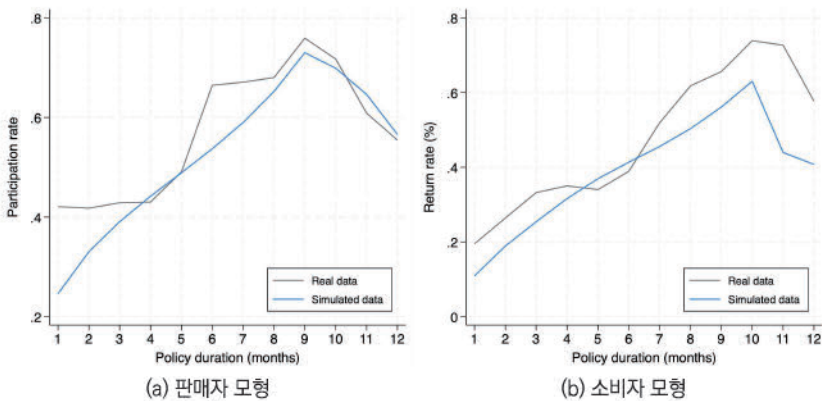 .8
.6
.4
.2
Participation rate
1 2 3 4 5 6 7 8 9 10 11 12
Policy duration (months)
Real data
Simulated data
(a) 판매자 모형
.8
.6
.4
.2
0
Return rate (%)
1 2 3 4 5 6 7 8 9 10 11 12
Policy duration (months)
Real data
Simulated data
(b) 소비자 모형